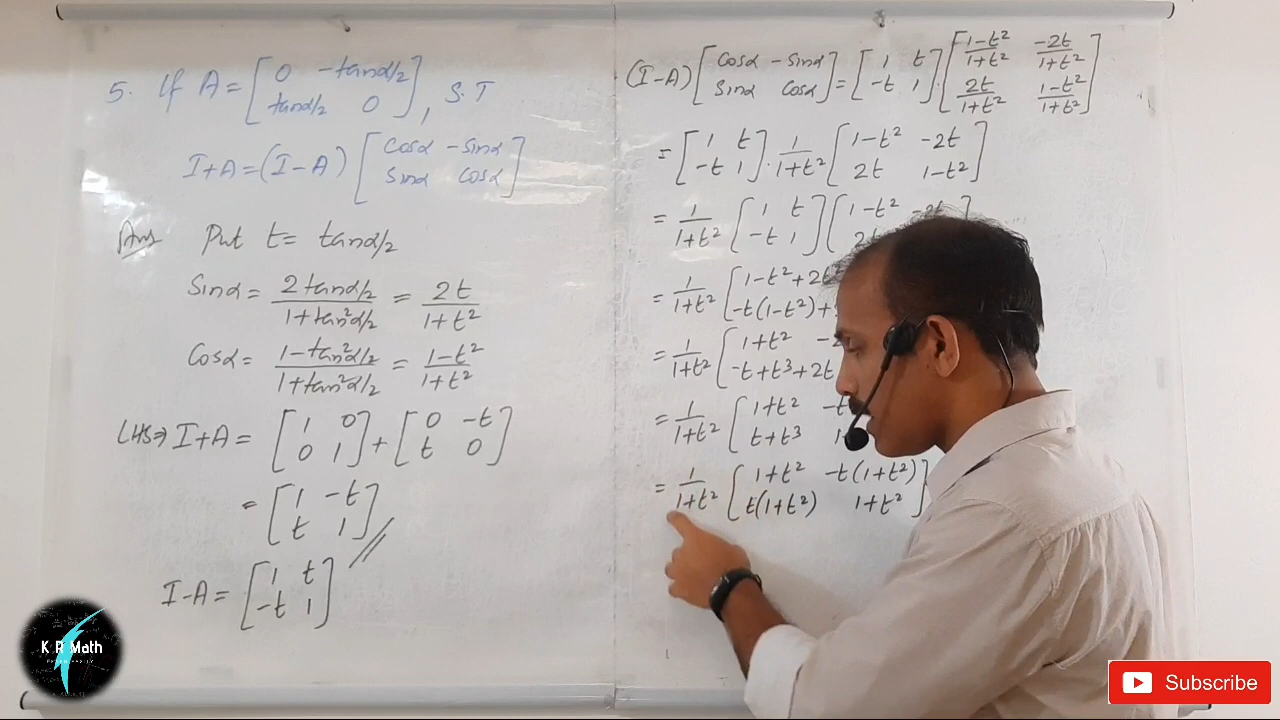 5. If A = [ 0 -tanα/2
tanα/2 0 ], S.T
I+A = (I-A) [ Cosα -Sinα
Sinα Cosα ]
Ans Put t = tanα/2
Sinα = 2tanα/2 / 1+tan²α/2 = 2t / 1+t²
Cosα = 1-tan²α/2 / 1+tan²α/2 = 1-t² / 1+t²
LHS ⇒ I+A = [ 1 0
0 1 ] + [ 0 -t
t 0 ]
= [ 1 -t
t 1 ]
I-A = [ 1 t
-t 1 ]
(I-A) [ Cosα -Sinα
Sinα Cosα ] = [ 1 t
-t 1 ] . [ 1-t²/1+t² -2t/1+t²
2t/1+t² 1-t²/1+t² ]
= [ 1 t
-t 1 ] . 1/1+t² [ 1-t² -2t
2t 1-t² ]
= 1/1+t² [ 1 t
-t 1 ] [ 1-t² -2t
= 1/1+t² [ 1-t²+2t²
-t(1-t²)+
= 1/1+t² [ 1+t²
-t+t³+2t
= 1/1+t² [ 1+t² -t
t+t³
= 1/1+t² [ 1+t² -t(1+t²)
t(1+t²) 1+t² ]
K R Math
Subscribe